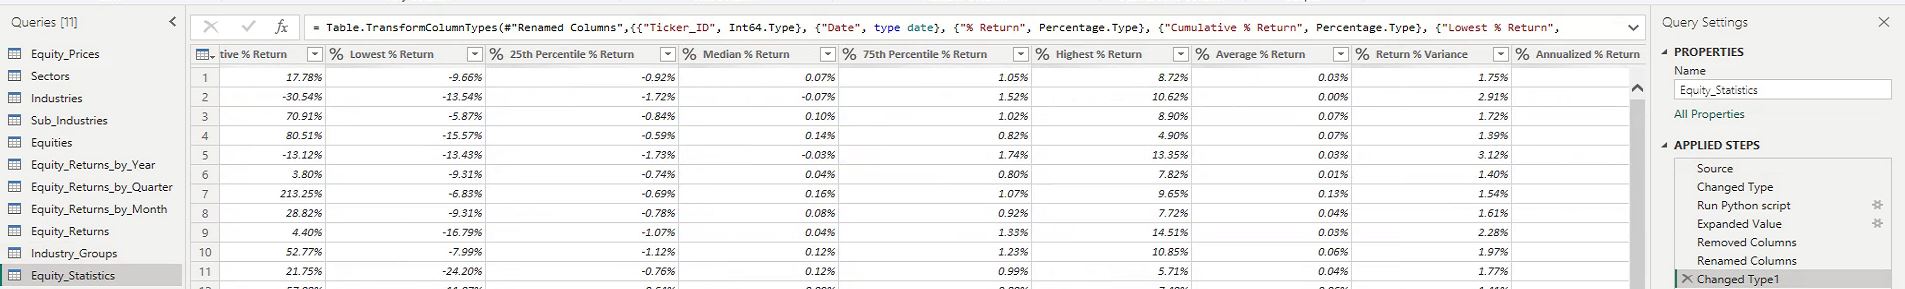 Queries [11]
Equity_Prices
Sectors
Industries
Sub_Industries
Equities
Equity_Returns_by_Year
Equity_Returns_by_Quarter
Equity_Returns_by_Month
Equity_Returns
Industry_Groups
Equity_Statistics
fx = Table.TransformColumnTypes(#"Renamed Columns",{{"Ticker_ID", Int64.Type}, {"Date", type date}, {"% Return", Percentage.Type}, {"Cumulative % Return", Percentage.Type}, {"Lowest % Return",
tive % Return % Lowest % Return % 25th Percentile % Return % Median % Return % 75th Percentile % Return % Highest % Return % Average % Return % Return % Variance % Annualized % Return
1 17.78% -9.66% -0.92% 0.07% 1.05% 8.72% 0.03% 1.75%
2 -30.54% -13.54% -1.72% -0.07% 1.52% 10.62% 0.00% 2.91%
3 70.91% -5.87% -0.84% 0.10% 1.02% 8.90% 0.07% 1.72%
4 80.51% -15.57% -0.59% 0.14% 0.82% 4.90% 0.07% 1.39%
5 -13.12% -13.43% -1.73% -0.03% 1.74% 13.35% 0.03% 3.12%
6 3.80% -9.31% -0.74% 0.04% 0.80% 7.82% 0.01% 1.40%
7 213.25% -6.83% -0.69% 0.16% 1.07% 9.65% 0.13% 1.54%
8 28.82% -9.31% -0.78% 0.08% 0.92% 7.72% 0.04% 1.61%
9 4.40% -16.79% -1.07% 0.04% 1.33% 14.51% 0.03% 2.28%
10 52.77% -7.99% -1.12% 0.12% 1.23% 10.85% 0.06% 1.97%
11 21.75% -24.20% -0.76% 0.12% 0.99% 5.71% 0.04% 1.77%
Query Settings
PROPERTIES
Name
Equity_Statistics
All Properties
APPLIED STEPS
Source
Changed Type
Run Python script
Expanded Value
Removed Columns
Renamed Columns
Changed Type1